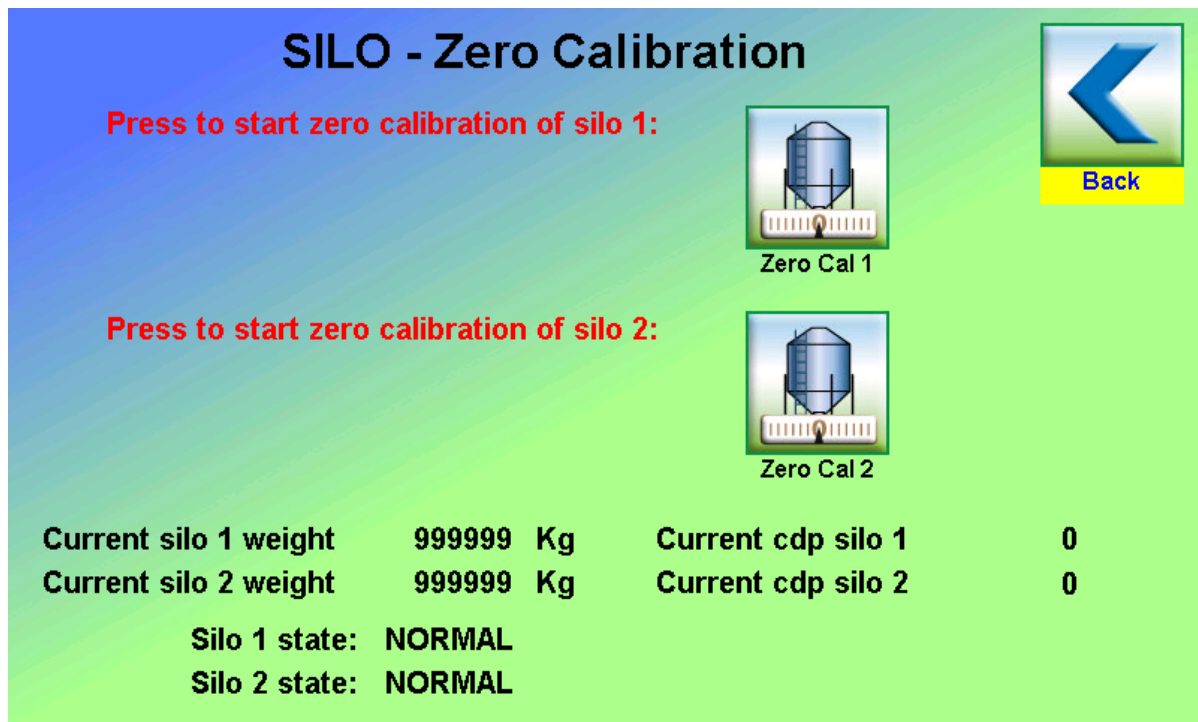 SILO - Zero Calibration
Press to start zero calibration of silo 1:
Back
Zero Cal 1
Press to start zero calibration of silo 2:
Zero Cal 2
Current silo 1 weight 999999 Kg Current cdp silo 1 0
Current silo 2 weight 999999 Kg Current cdp silo 2 0
Silo 1 state: NORMAL
Silo 2 state: NORMAL